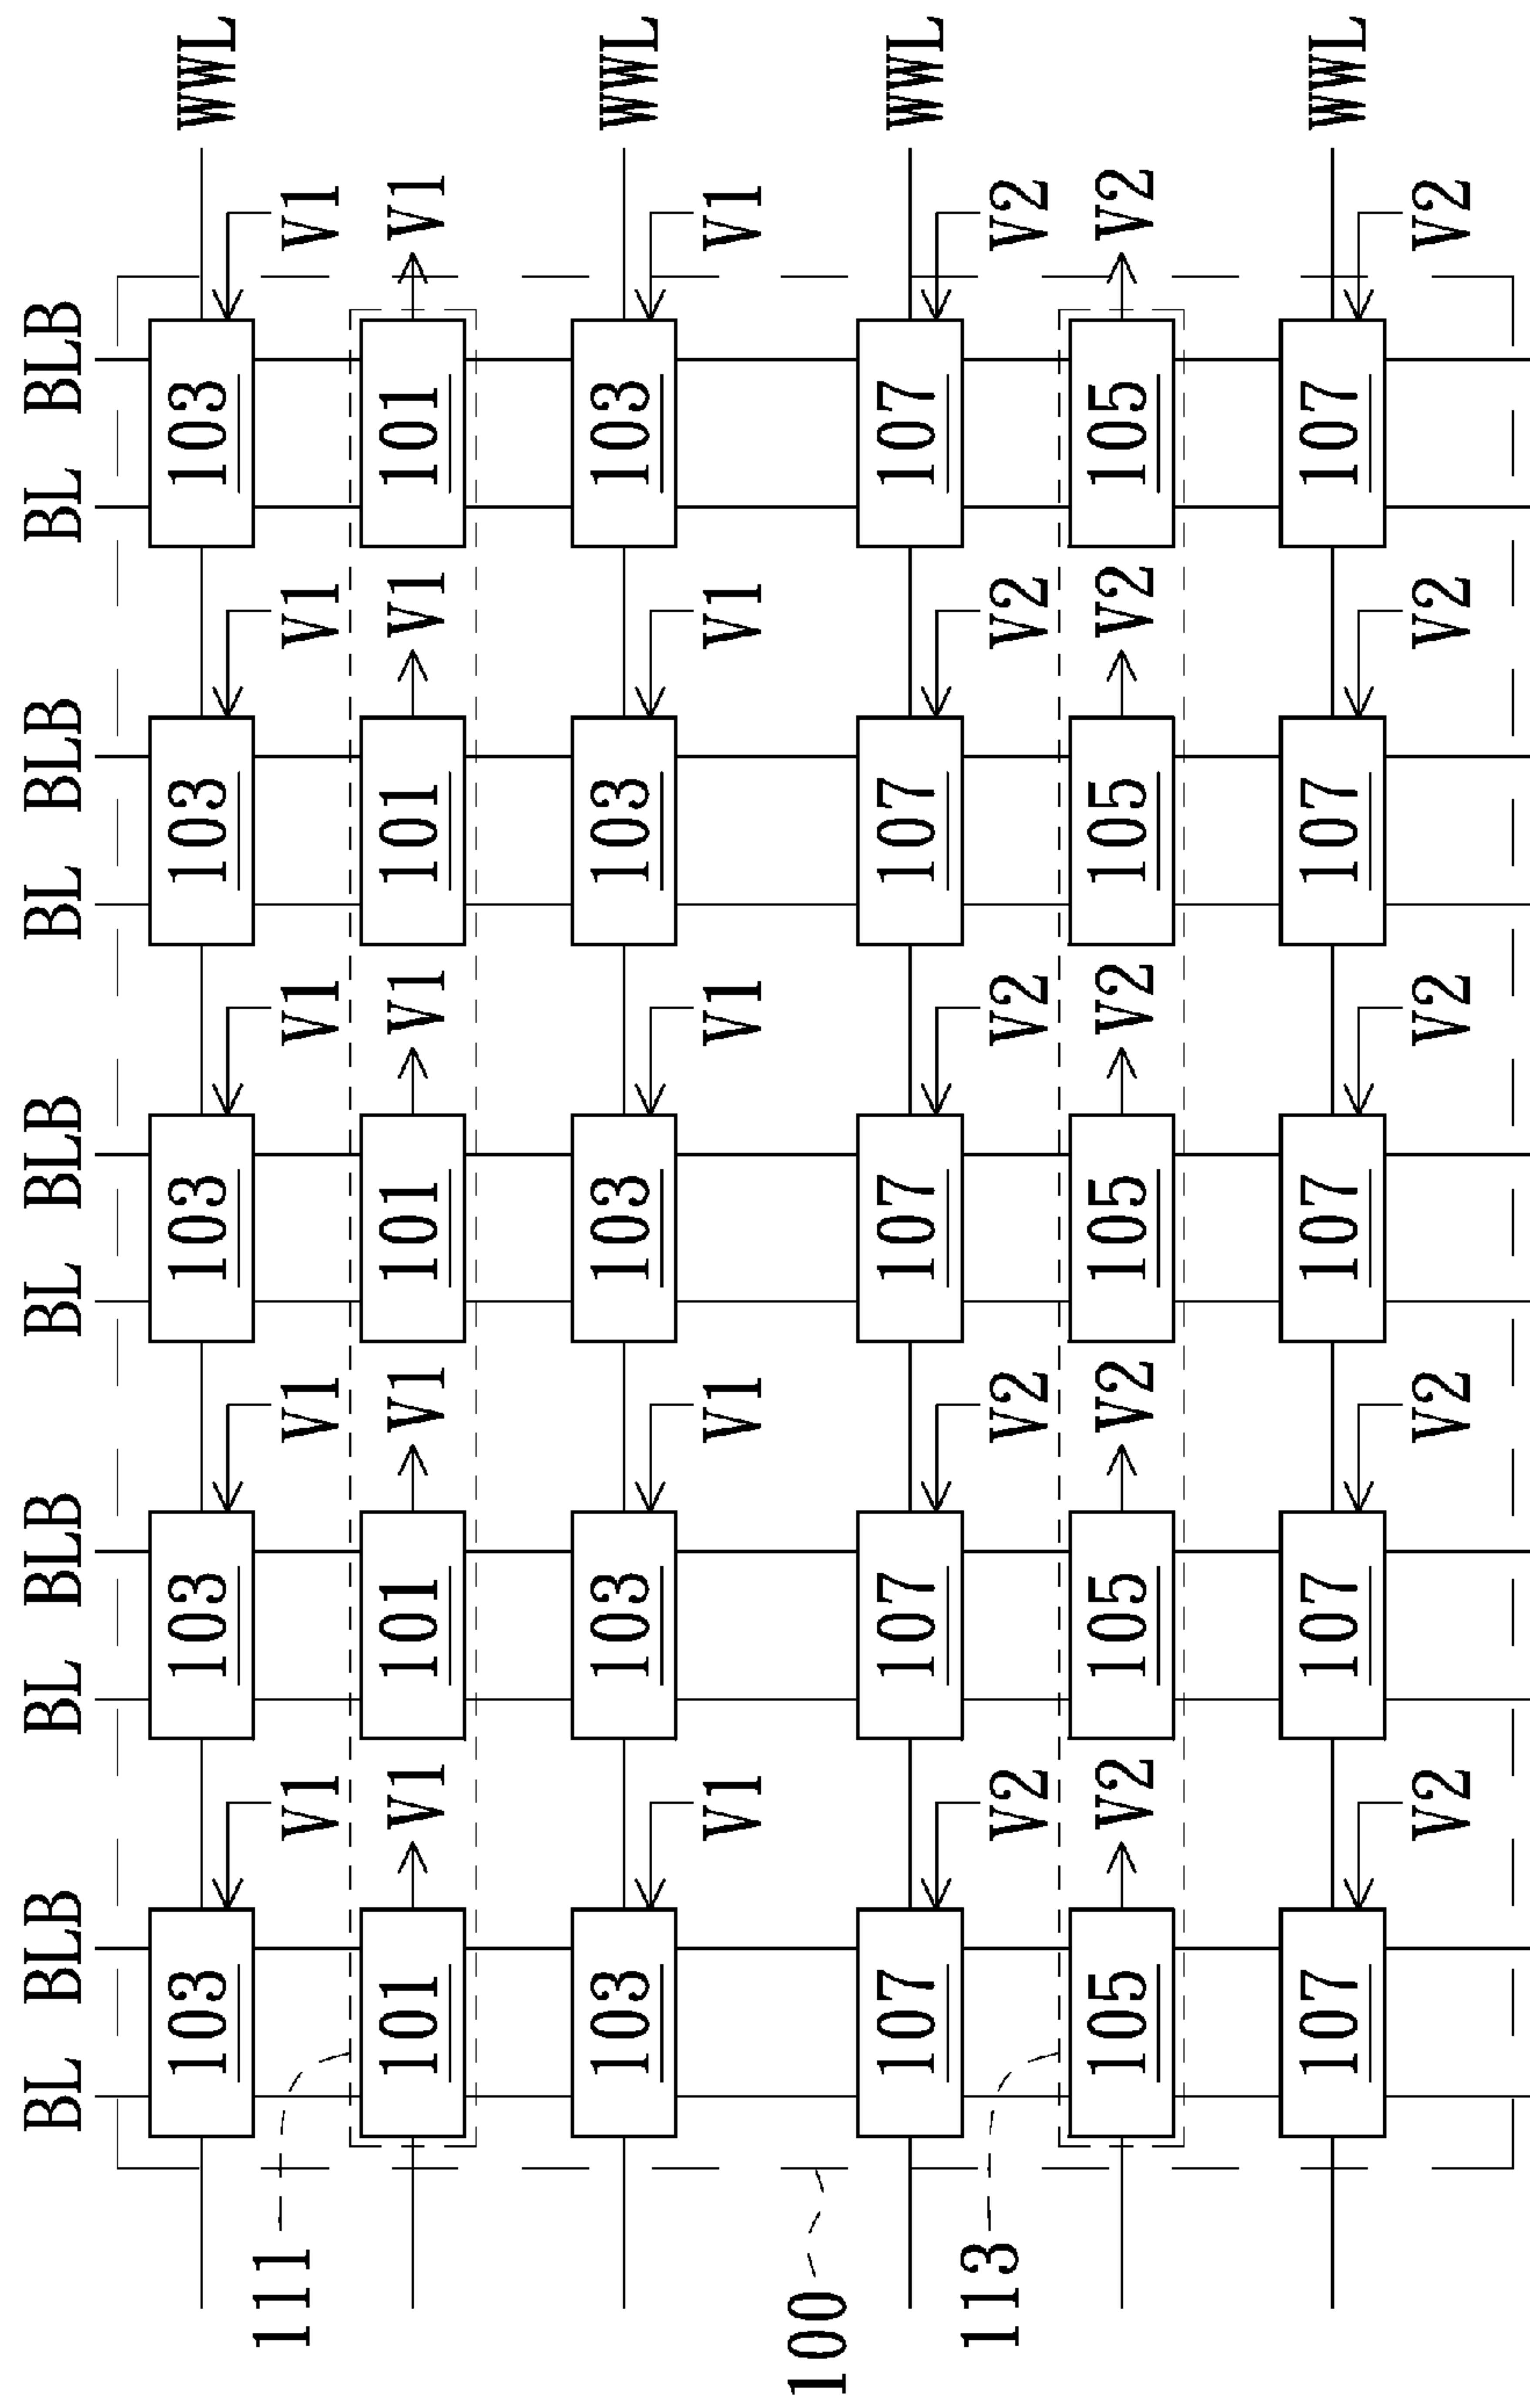 BL BLB BL BLB BL BLB BL BLB BL BLB
103 103 103 103 103 WWL
111 V1 V1 V1 V1 V1
101 V1 101 V1 101 V1 101 V1 101 V1
103 103 103 103 103 WWL
V1 V1 V1 V1 V1
100
107 107 107 107 107 WWL
113 V2 V2 V2 V2 V2
105 V2 105 V2 105 V2 105 V2 105 V2
107 107 107 107 107 WWL
V2 V2 V2 V2 V2